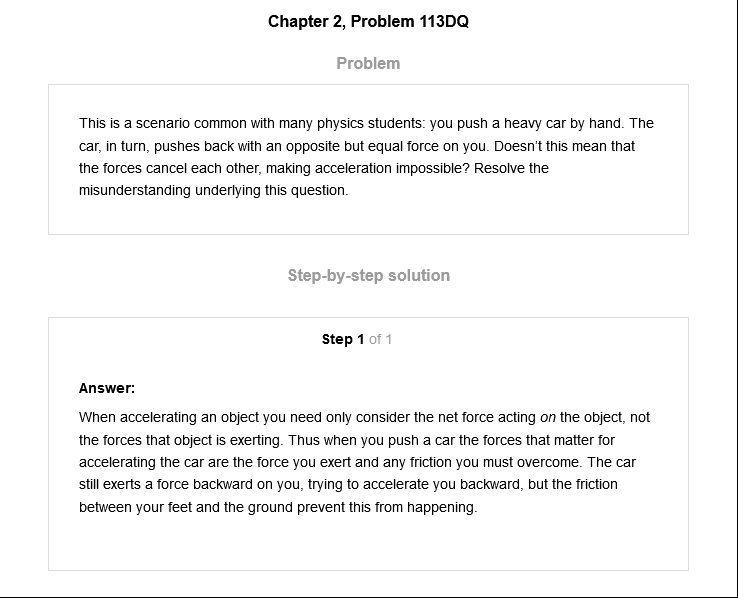 Chapter 2, Problem 113DQ
Problem
This is a scenario common with many physics students: you push a heavy car by hand. The
car, in turn, pushes back with an opposite but equal force on you. Doesn’t this mean that
the forces cancel each other, making acceleration impossible? Resolve the
misunderstanding underlying this question.
Step-by-step solution
Step 1 of 1
Answer:
When accelerating an object you need only consider the net force acting on the object, not
the forces that object is exerting. Thus when you push a car the forces that matter for
accelerating the car are the force you exert and any friction you must overcome. The car
still exerts a force backward on you, trying to accelerate you backward, but the friction
between your feet and the ground prevent this from happening.